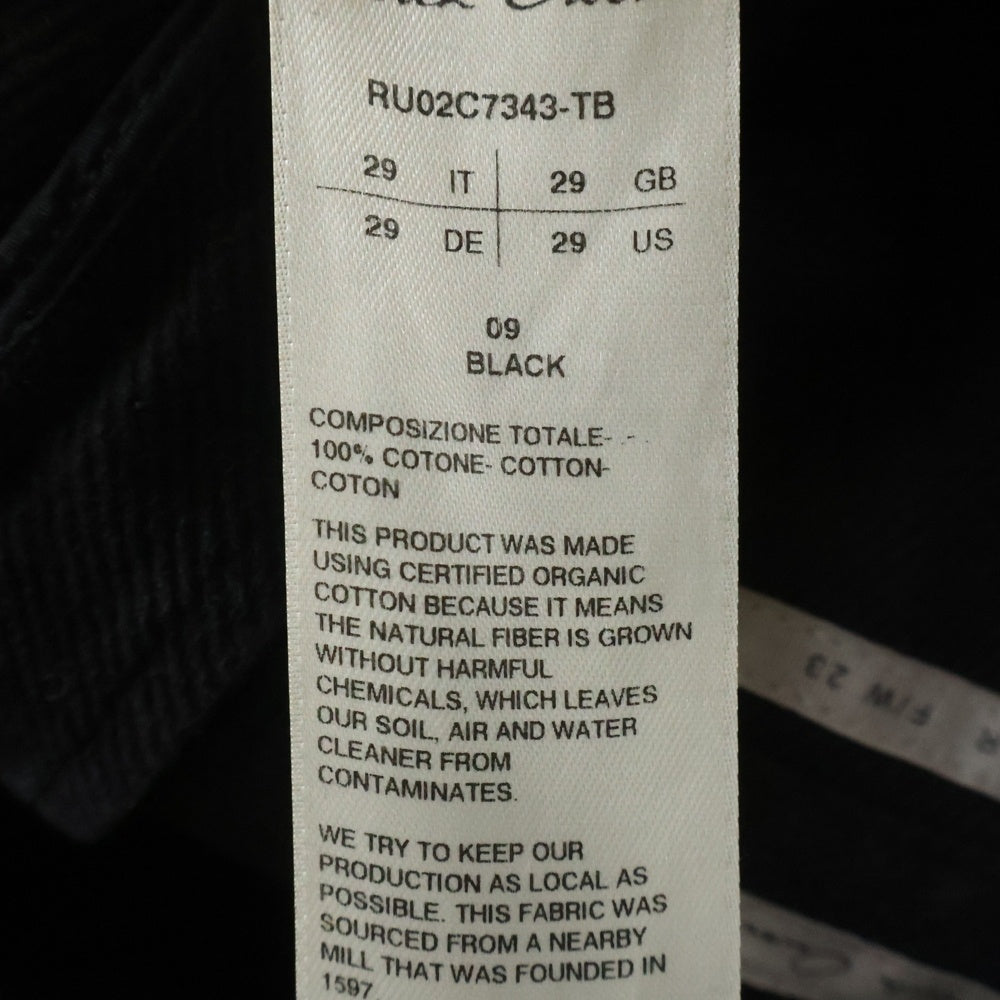 RU02C7343-TB
29 IT 29 GB
29 DE 29 US
09
BLACK
COMPOSIZIONE TOTALE-
100% COTONE- COTTON-
COTON
THIS PRODUCT WAS MADE
USING CERTIFIED ORGANIC
COTTON BECAUSE IT MEANS
THE NATURAL FIBER IS GROWN
WITHOUT HARMFUL
CHEMICALS, WHICH LEAVES
OUR SOIL, AIR AND WATER
CLEANER FROM
CONTAMINATES.
WE TRY TO KEEP OUR
PRODUCTION AS LOCAL AS
POSSIBLE. THIS FABRIC WAS
SOURCED FROM A NEARBY
MILL THAT WAS FOUNDED IN
1597
F/W 23